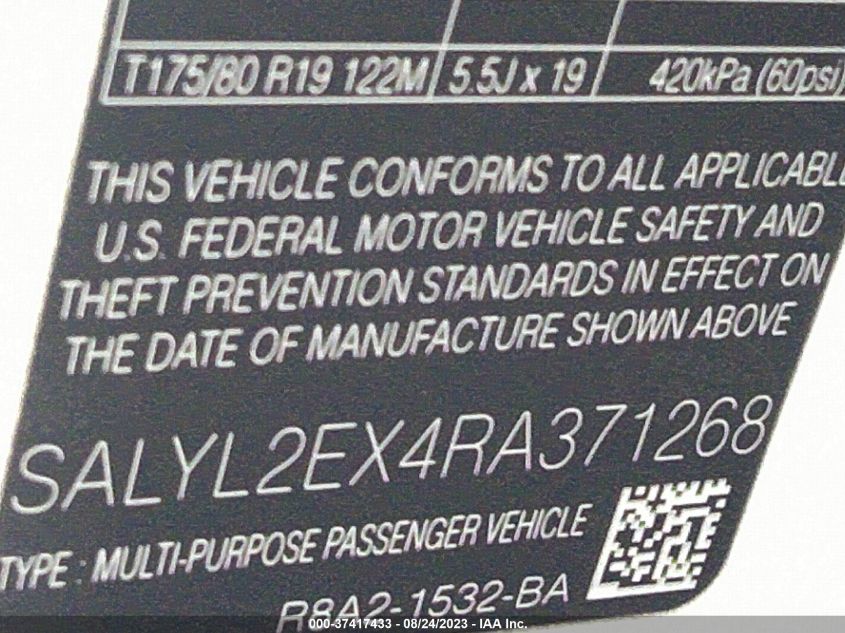 T175/80 R19 122M 5.5J x 19 420kPa (60psi)
THIS VEHICLE CONFORMS TO ALL APPLICABLE
U.S. FEDERAL MOTOR VEHICLE SAFETY AND
THEFT PREVENTION STANDARDS IN EFFECT ON
THE DATE OF MANUFACTURE SHOWN ABOVE
SALYL2EX4RA371268
TYPE : MULTI-PURPOSE PASSENGER VEHICLE
R8A2-1532-BA
000-37417433 - 08/24/2023 - IAA Inc.